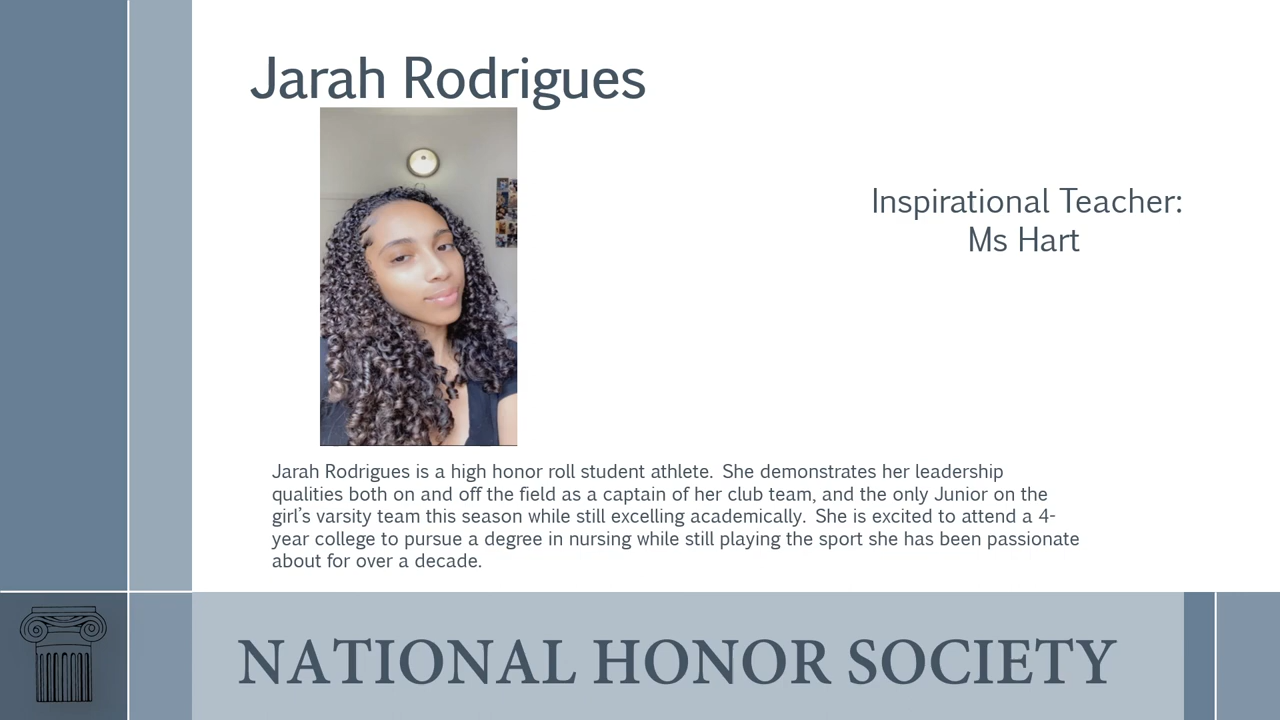 Jarah Rodrigues
Inspirational Teacher:
Ms Hart
Jarah Rodrigues is a high honor roll student athlete. She demonstrates her leadership
qualities both on and off the field as a captain of her club team, and the only Junior on the
girl’s varsity team this season while still excelling academically. She is excited to attend a 4-
year college to pursue a degree in nursing while still playing the sport she has been passionate
about for over a decade.
NATIONAL HONOR SOCIETY